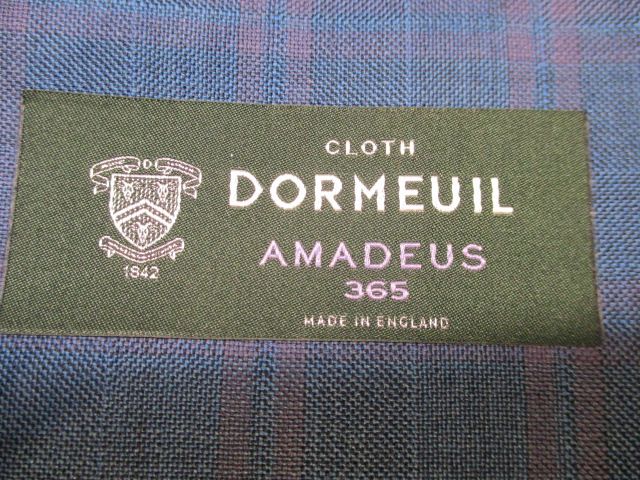 CLOTH
DORMEUIL
AMADEUS
365
MADE IN ENGLAND
D
1842